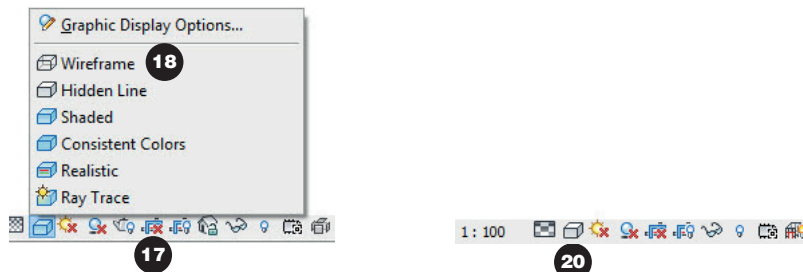 Graphic Display Options...
Wireframe 18
Hidden Line
Shaded
Consistent Colors
Realistic
Ray Trace
17
1 : 100
20